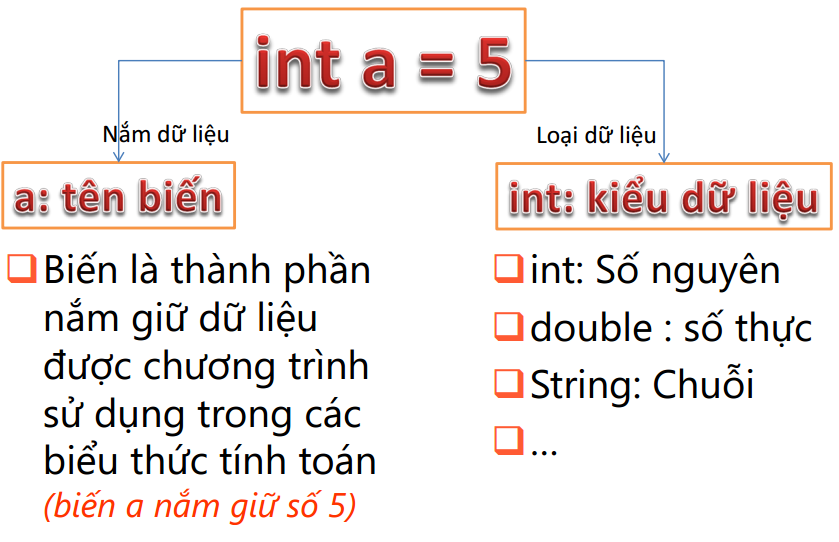 int a = 5
Nắm dữ liệu
Loại dữ liệu
a: tên biến
int: kiểu dữ liệu
Biến là thành phần
nắm giữ dữ liệu
được chương trình
sử dụng trong các
biểu thức tính toán
(biến a nắm giữ số 5)
int: Số nguyên
double : số thực
String: Chuỗi
...